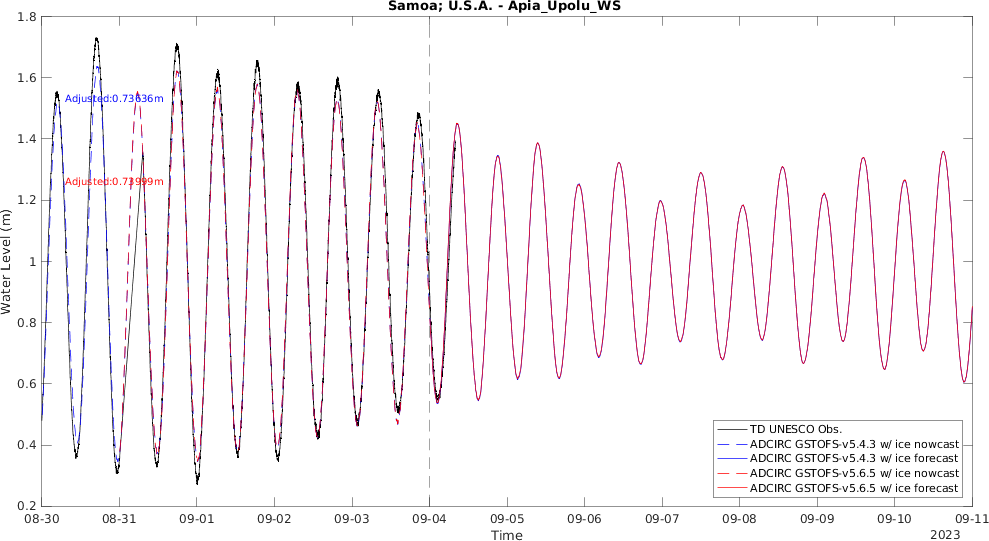 Samoa; U.S.A. - Apia_Upolu_WS
1.8
1.6
1.4
1.2
1
0.8
0.6
0.4
0.2
Water Level (m)
Adjusted:0.73636m
Adjusted:0.73999m
TD UNESCO Obs.
ADCIRC GSTOFS-v5.4.3 w/ ice nowcast
ADCIRC GSTOFS-v5.4.3 w/ ice forecast
ADCIRC GSTOFS-v5.6.5 w/ ice nowcast
ADCIRC GSTOFS-v5.6.5 w/ ice forecast
08-30 08-31 09-01 09-02 09-03 09-04 09-05 09-06 09-07 09-08 09-09 09-10 09-11
Time
2023